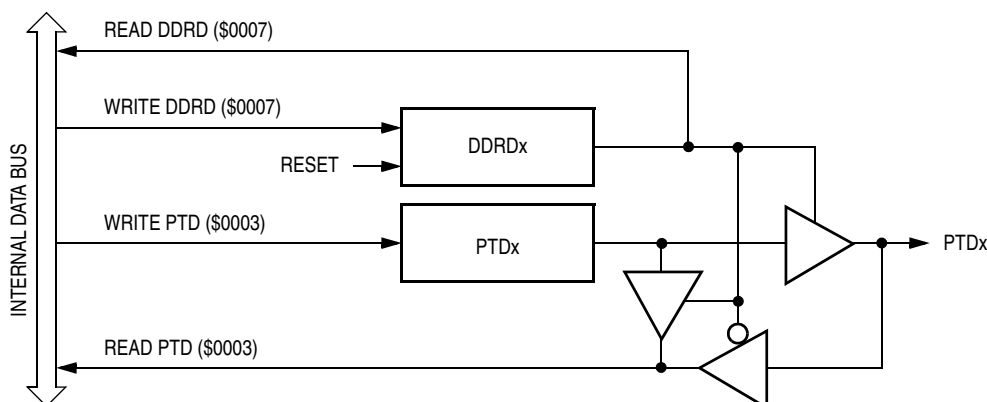 READ DDRD ($0007)
WRITE DDRD ($0007)
DDRDx
RESET
INTERNAL DATA BUS
WRITE PTD ($0003)
PTDx
PTDx
READ PTD ($0003)